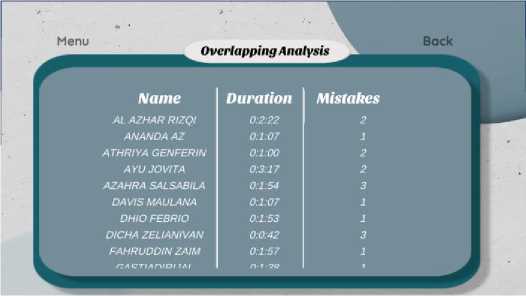 Menu
Back
Overlapping Analysis
Name Duration Mistakes
AL AZHAR RIZQI 0:2:22 2
ANANDA AZ 0:1:07 1
ATHRIYA GENFERIN 0:1:00 2
AYU JOVITA 0:3:17 2
AZAHRA SALSABILA 0:1:54 3
DAVIS MAULANA 0:1:07 1
DHIO FEBRIO 0:1:53 1
DICHA ZELIANIVAN 0:0:42 3
FAHRUDDIN ZAIM 0:1:57 1